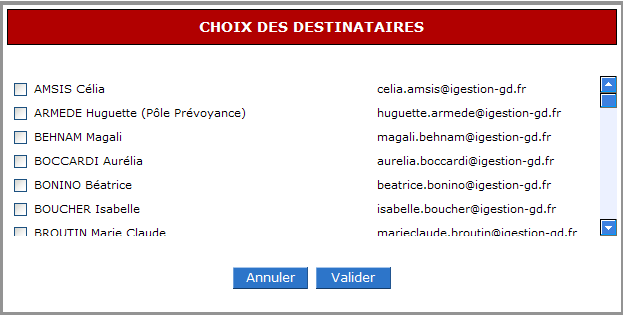 CHOIX DES DESTINATAIRES
AMSIS Célia celia.amsis@igestion-gd.fr
ARMEDE Huguette (Pôle Prévoyance) huguette.armede@igestion-gd.fr
BEHNAM Magali magali.behnam@igestion-gd.fr
BOCCARDI Aurélia aurelia.boccardi@igestion-gd.fr
BONINO Béatrice beatrice.bonino@igestion-gd.fr
BOUCHER Isabelle isabelle.boucher@igestion-gd.fr
BROUTIN Marie Claude marieclaude.broutin@igestion-gd.fr
Annuler Valider